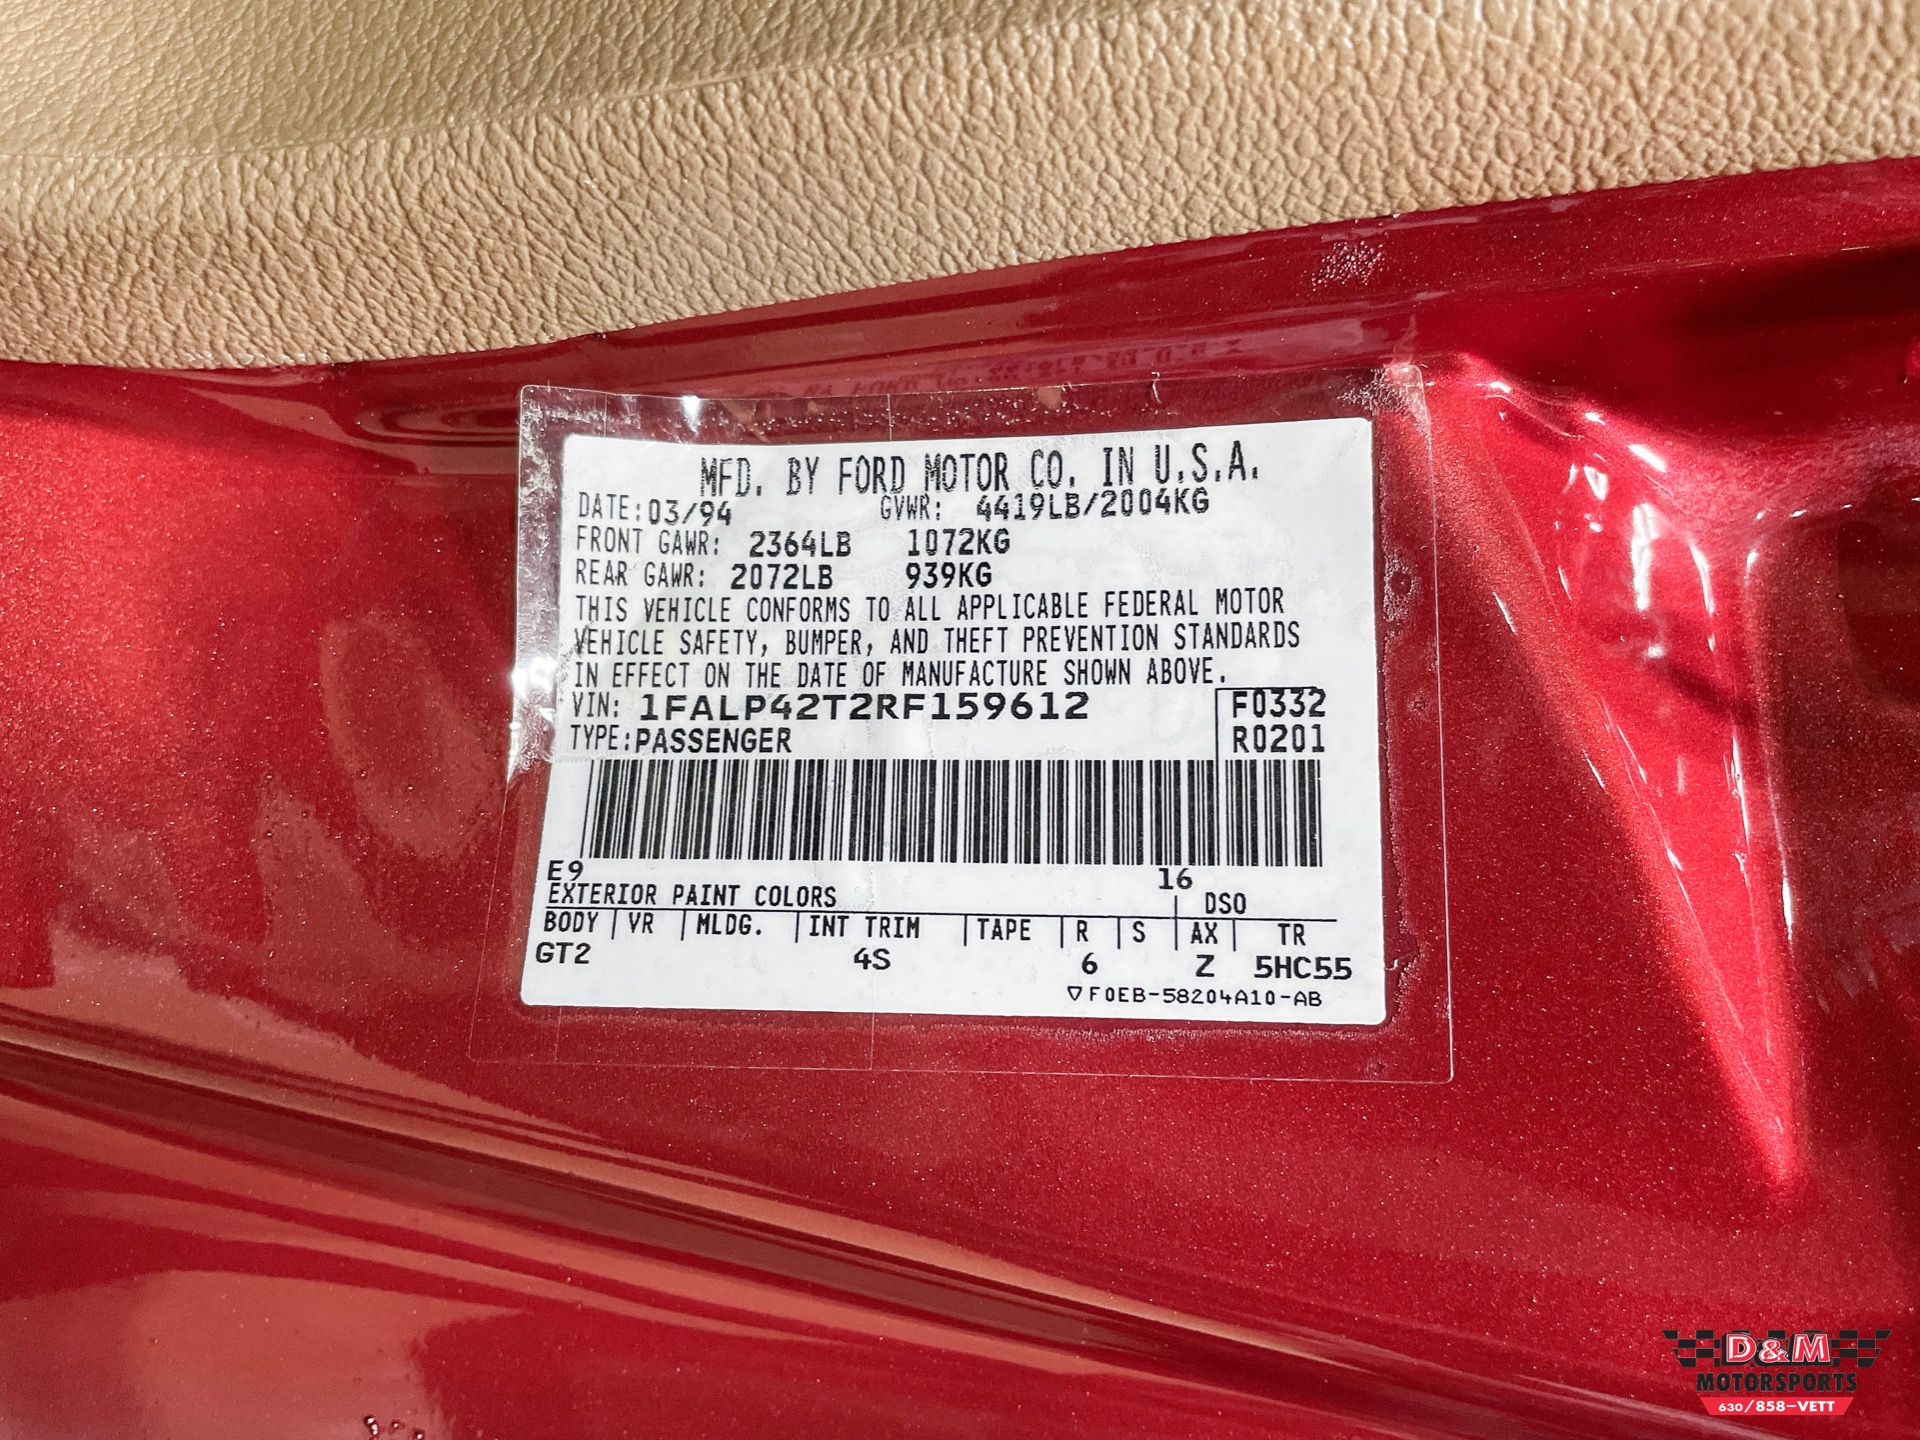 MFD. BY FORD MOTOR CO. IN U.S.A.
DATE: 03/94 GVWR: 4419LB/2004KG
FRONT GAWR: 2364LB 1072KG
REAR GAWR: 2072LB 939KG
THIS VEHICLE CONFORMS TO ALL APPLICABLE FEDERAL MOTOR
VEHICLE SAFETY, BUMPER, AND THEFT PREVENTION STANDARDS
IN EFFECT ON THE DATE OF MANUFACTURE SHOWN ABOVE.
VIN: 1FALP42T2RF159612 F0332
TYPE: PASSENGER R0201
E9 16
EXTERIOR PAINT COLORS DSO
BODY VR MLDG. INT TRIM TAPE R S AX TR
GT2 4S 6 Z 5HC55
▽F0EB-58204A10-AB
D&M
MOTORSPORTS
630/858-VETT